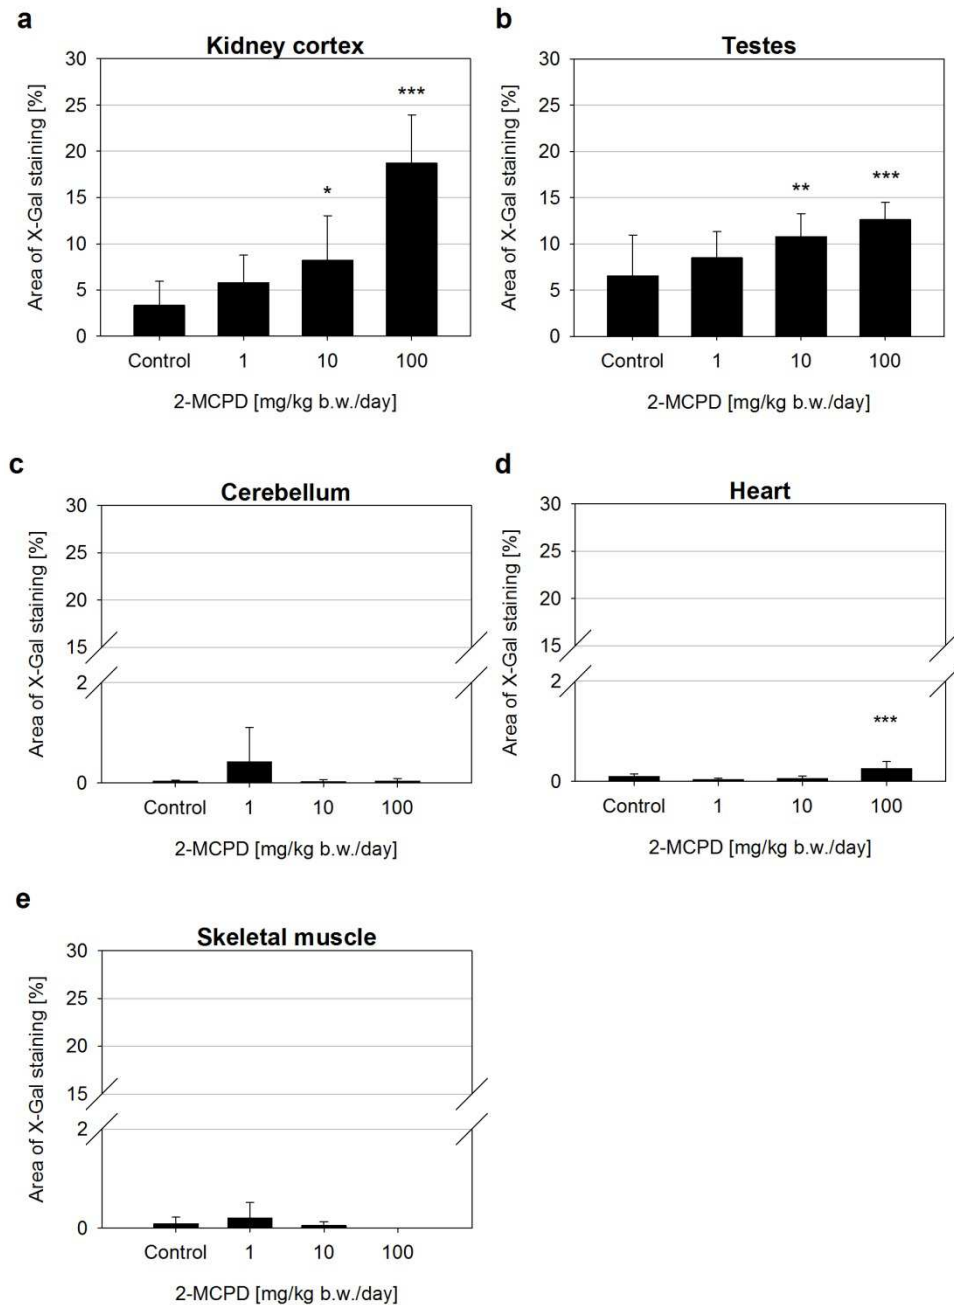 a
Kidney cortex
Area of X-Gal staining [%]
30
25
20
15
10
5
0
*
***
Control 1 10 100
2-MCPD [mg/kg b.w./day]
b
Testes
Area of X-Gal staining [%]
30
25
20
15
10
5
0
**
***
Control 1 10 100
2-MCPD [mg/kg b.w./day]
c
Cerebellum
Area of X-Gal staining [%]
30
25
20
15
2
0
Control 1 10 100
2-MCPD [mg/kg b.w./day]
d
Heart
Area of X-Gal staining [%]
30
25
20
15
2
0
***
Control 1 10 100
2-MCPD [mg/kg b.w./day]
e
Skeletal muscle
Area of X-Gal staining [%]
30
25
20
15
2
0
Control 1 10 100
2-MCPD [mg/kg b.w./day]